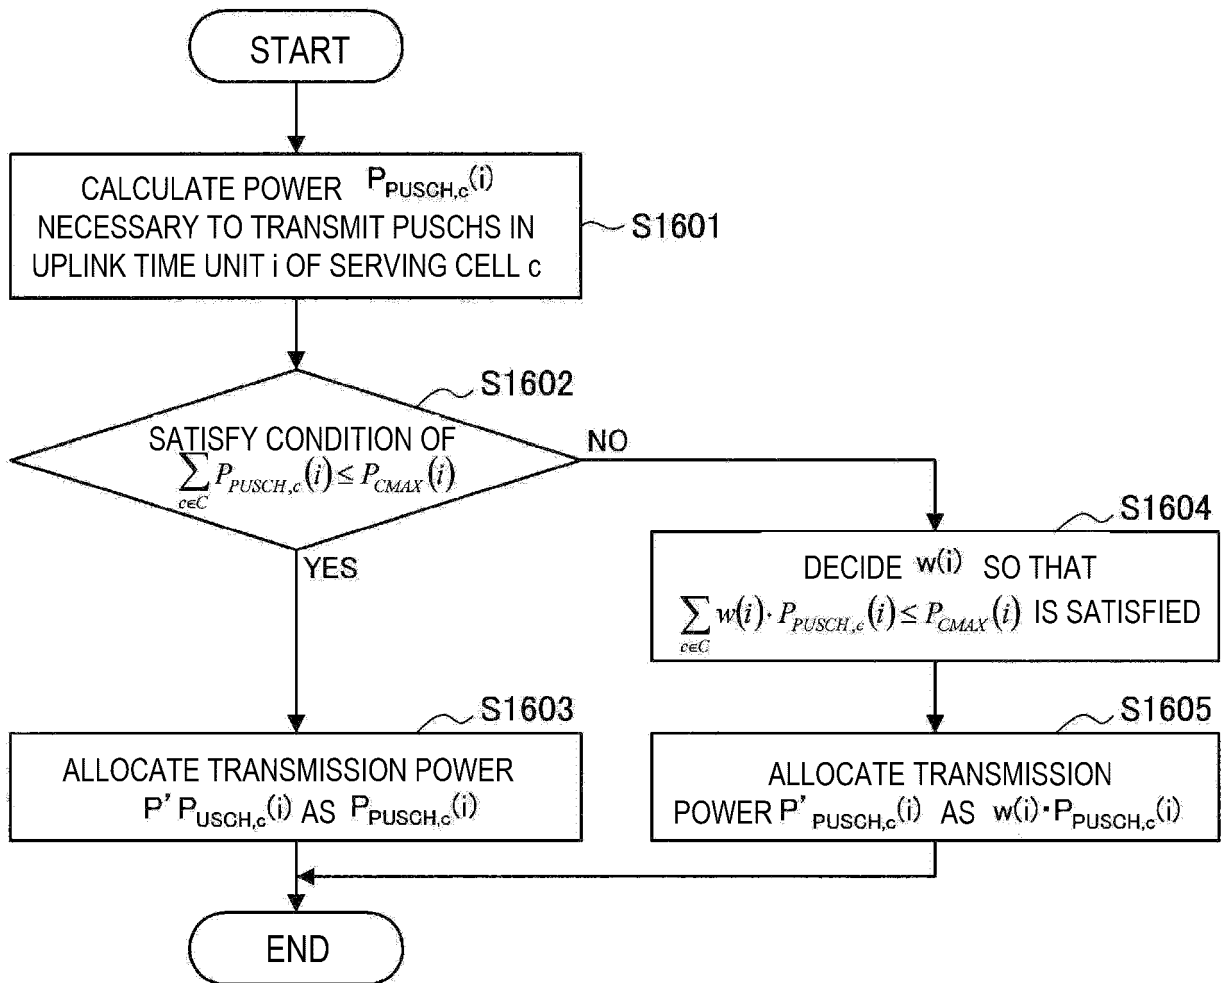 START
CALCULATE POWER P_PUSCH,c(i)
NECESSARY TO TRANSMIT PUSCHS IN
UPLINK TIME UNIT i OF SERVING CELL c
S1601
S1602
SATISFY CONDITION OF
∑_{c∈C} P_PUSCH,c(i) ≤ P_CMAX(i)
NO
YES
S1604
DECIDE w(i) SO THAT
∑_{c∈C} w(i)·P_PUSCH,c(i) ≤ P_CMAX(i) IS SATISFIED
S1603
ALLOCATE TRANSMISSION POWER
P' P_USCH,c(i) AS P_PUSCH,c(i)
S1605
ALLOCATE TRANSMISSION
POWER P'_PUSCH,c(i) AS w(i)·P_PUSCH,c(i)
END